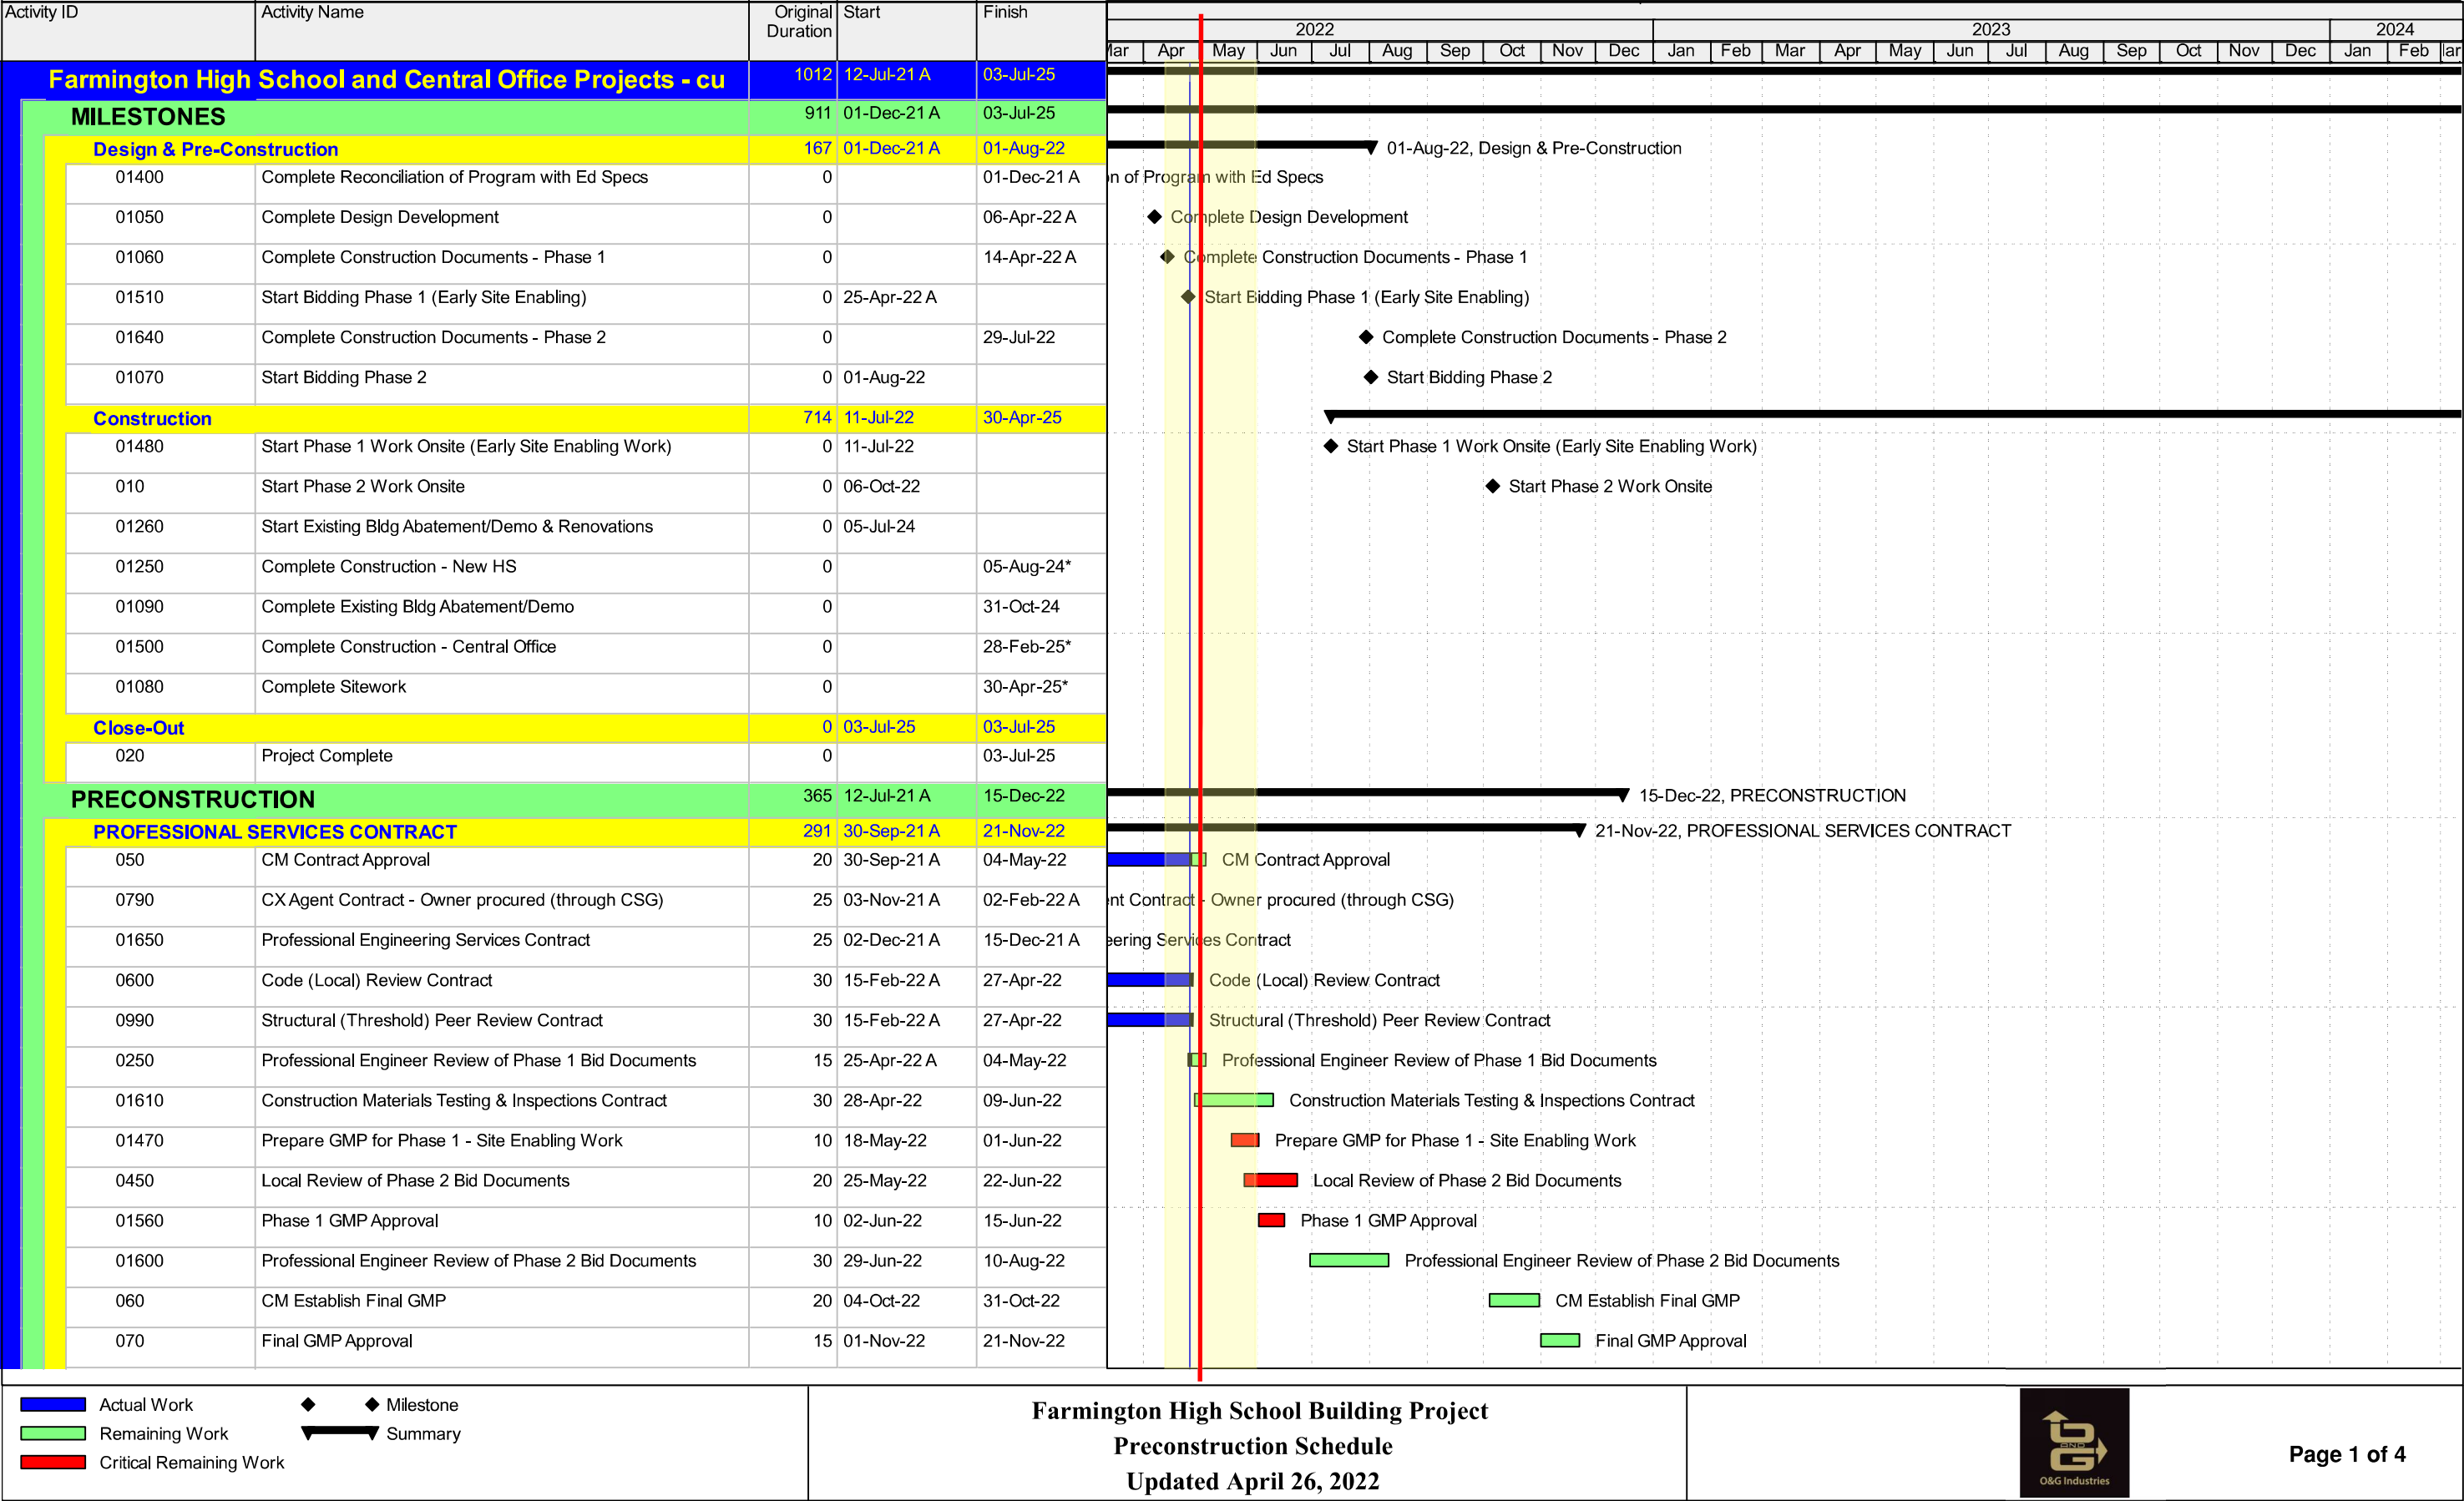 Activity ID Activity Name Original Duration Start Finish
2022 2023 2024
Mar Apr May Jun Jul Aug Sep Oct Nov Dec Jan Feb Mar Apr May Jun Jul Aug Sep Oct Nov Dec Jan Feb
Farmington High School and Central Office Projects - cu 1012 12-Jul-21 A 03-Jul-25
MILESTONES 911 01-Dec-21 A 03-Jul-25
Design & Pre-Construction 167 01-Dec-21 A 01-Aug-22 01-Aug-22, Design & Pre-Construction
01400 Complete Reconciliation of Program with Ed Specs 0 01-Dec-21 A n of Program with Ed Specs
01050 Complete Design Development 0 06-Apr-22 A Complete Design Development
01060 Complete Construction Documents - Phase 1 0 14-Apr-22 A Complete Construction Documents - Phase 1
01510 Start Bidding Phase 1 (Early Site Enabling) 0 25-Apr-22 A Start Bidding Phase 1 (Early Site Enabling)
01640 Complete Construction Documents - Phase 2 0 29-Jul-22 Complete Construction Documents - Phase 2
01070 Start Bidding Phase 2 0 01-Aug-22 Start Bidding Phase 2
Construction 714 11-Jul-22 30-Apr-25
01480 Start Phase 1 Work Onsite (Early Site Enabling Work) 0 11-Jul-22 Start Phase 1 Work Onsite (Early Site Enabling Work)
010 Start Phase 2 Work Onsite 0 06-Oct-22 Start Phase 2 Work Onsite
01260 Start Existing Bldg Abatement/Demo & Renovations 0 05-Jul-24
01250 Complete Construction - New HS 0 05-Aug-24*
01090 Complete Existing Bldg Abatement/Demo 0 31-Oct-24
01500 Complete Construction - Central Office 0 28-Feb-25*
01080 Complete Sitework 0 30-Apr-25*
Close-Out 0 03-Jul-25 03-Jul-25
020 Project Complete 0 03-Jul-25
PRECONSTRUCTION 365 12-Jul-21 A 15-Dec-22 15-Dec-22, PRECONSTRUCTION
PROFESSIONAL SERVICES CONTRACT 291 30-Sep-21 A 21-Nov-22 21-Nov-22, PROFESSIONAL SERVICES CONTRACT
050 CM Contract Approval 20 30-Sep-21 A 04-May-22 CM Contract Approval
0790 CX Agent Contract - Owner procured (through CSG) 25 03-Nov-21 A 02-Feb-22 A nt Contract - Owner procured (through CSG)
01650 Professional Engineering Services Contract 25 02-Dec-21 A 15-Dec-21 A eering Services Contract
0600 Code (Local) Review Contract 30 15-Feb-22 A 27-Apr-22 Code (Local) Review Contract
0990 Structural (Threshold) Peer Review Contract 30 15-Feb-22 A 27-Apr-22 Structural (Threshold) Peer Review Contract
0250 Professional Engineer Review of Phase 1 Bid Documents 15 25-Apr-22 A 04-May-22 Professional Engineer Review of Phase 1 Bid Documents
01610 Construction Materials Testing & Inspections Contract 30 28-Apr-22 09-Jun-22 Construction Materials Testing & Inspections Contract
01470 Prepare GMP for Phase 1 - Site Enabling Work 10 18-May-22 01-Jun-22 Prepare GMP for Phase 1 - Site Enabling Work
0450 Local Review of Phase 2 Bid Documents 20 25-May-22 22-Jun-22 Local Review of Phase 2 Bid Documents
01560 Phase 1 GMP Approval 10 02-Jun-22 15-Jun-22 Phase 1 GMP Approval
01600 Professional Engineer Review of Phase 2 Bid Documents 30 29-Jun-22 10-Aug-22 Professional Engineer Review of Phase 2 Bid Documents
060 CM Establish Final GMP 20 04-Oct-22 31-Oct-22 CM Establish Final GMP
070 Final GMP Approval 15 01-Nov-22 21-Nov-22 Final GMP Approval
Actual Work Milestone
Remaining Work Summary
Critical Remaining Work
Farmington High School Building Project
Preconstruction Schedule
Updated April 26, 2022
O AND G
O&G Industries
Page 1 of 4